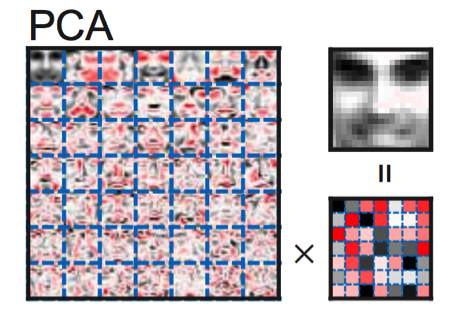 PCA
×
=